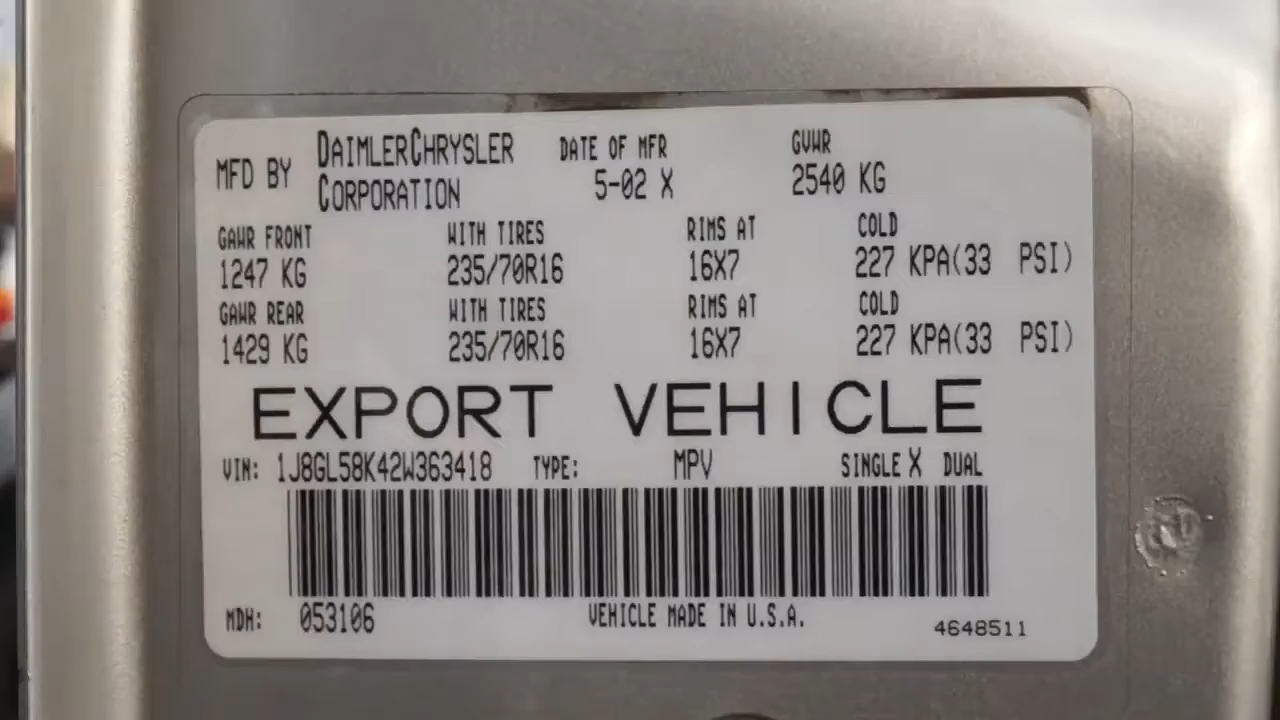 MFD BY DAIMLERCHRYSLER CORPORATION DATE OF MFR 5-02 X GVWR 2540 KG
GAWR FRONT WITH TIRES RIMS AT COLD
1247 KG 235/70R16 16X7 227 KPA(33 PSI)
GAWR REAR WITH TIRES RIMS AT COLD
1429 KG 235/70R16 16X7 227 KPA(33 PSI)
EXPORT VEHICLE
VIN: 1J8GL58K42W363418 TYPE: MPV SINGLE X DUAL
MDH: 053106 VEHICLE MADE IN U.S.A. 4648511